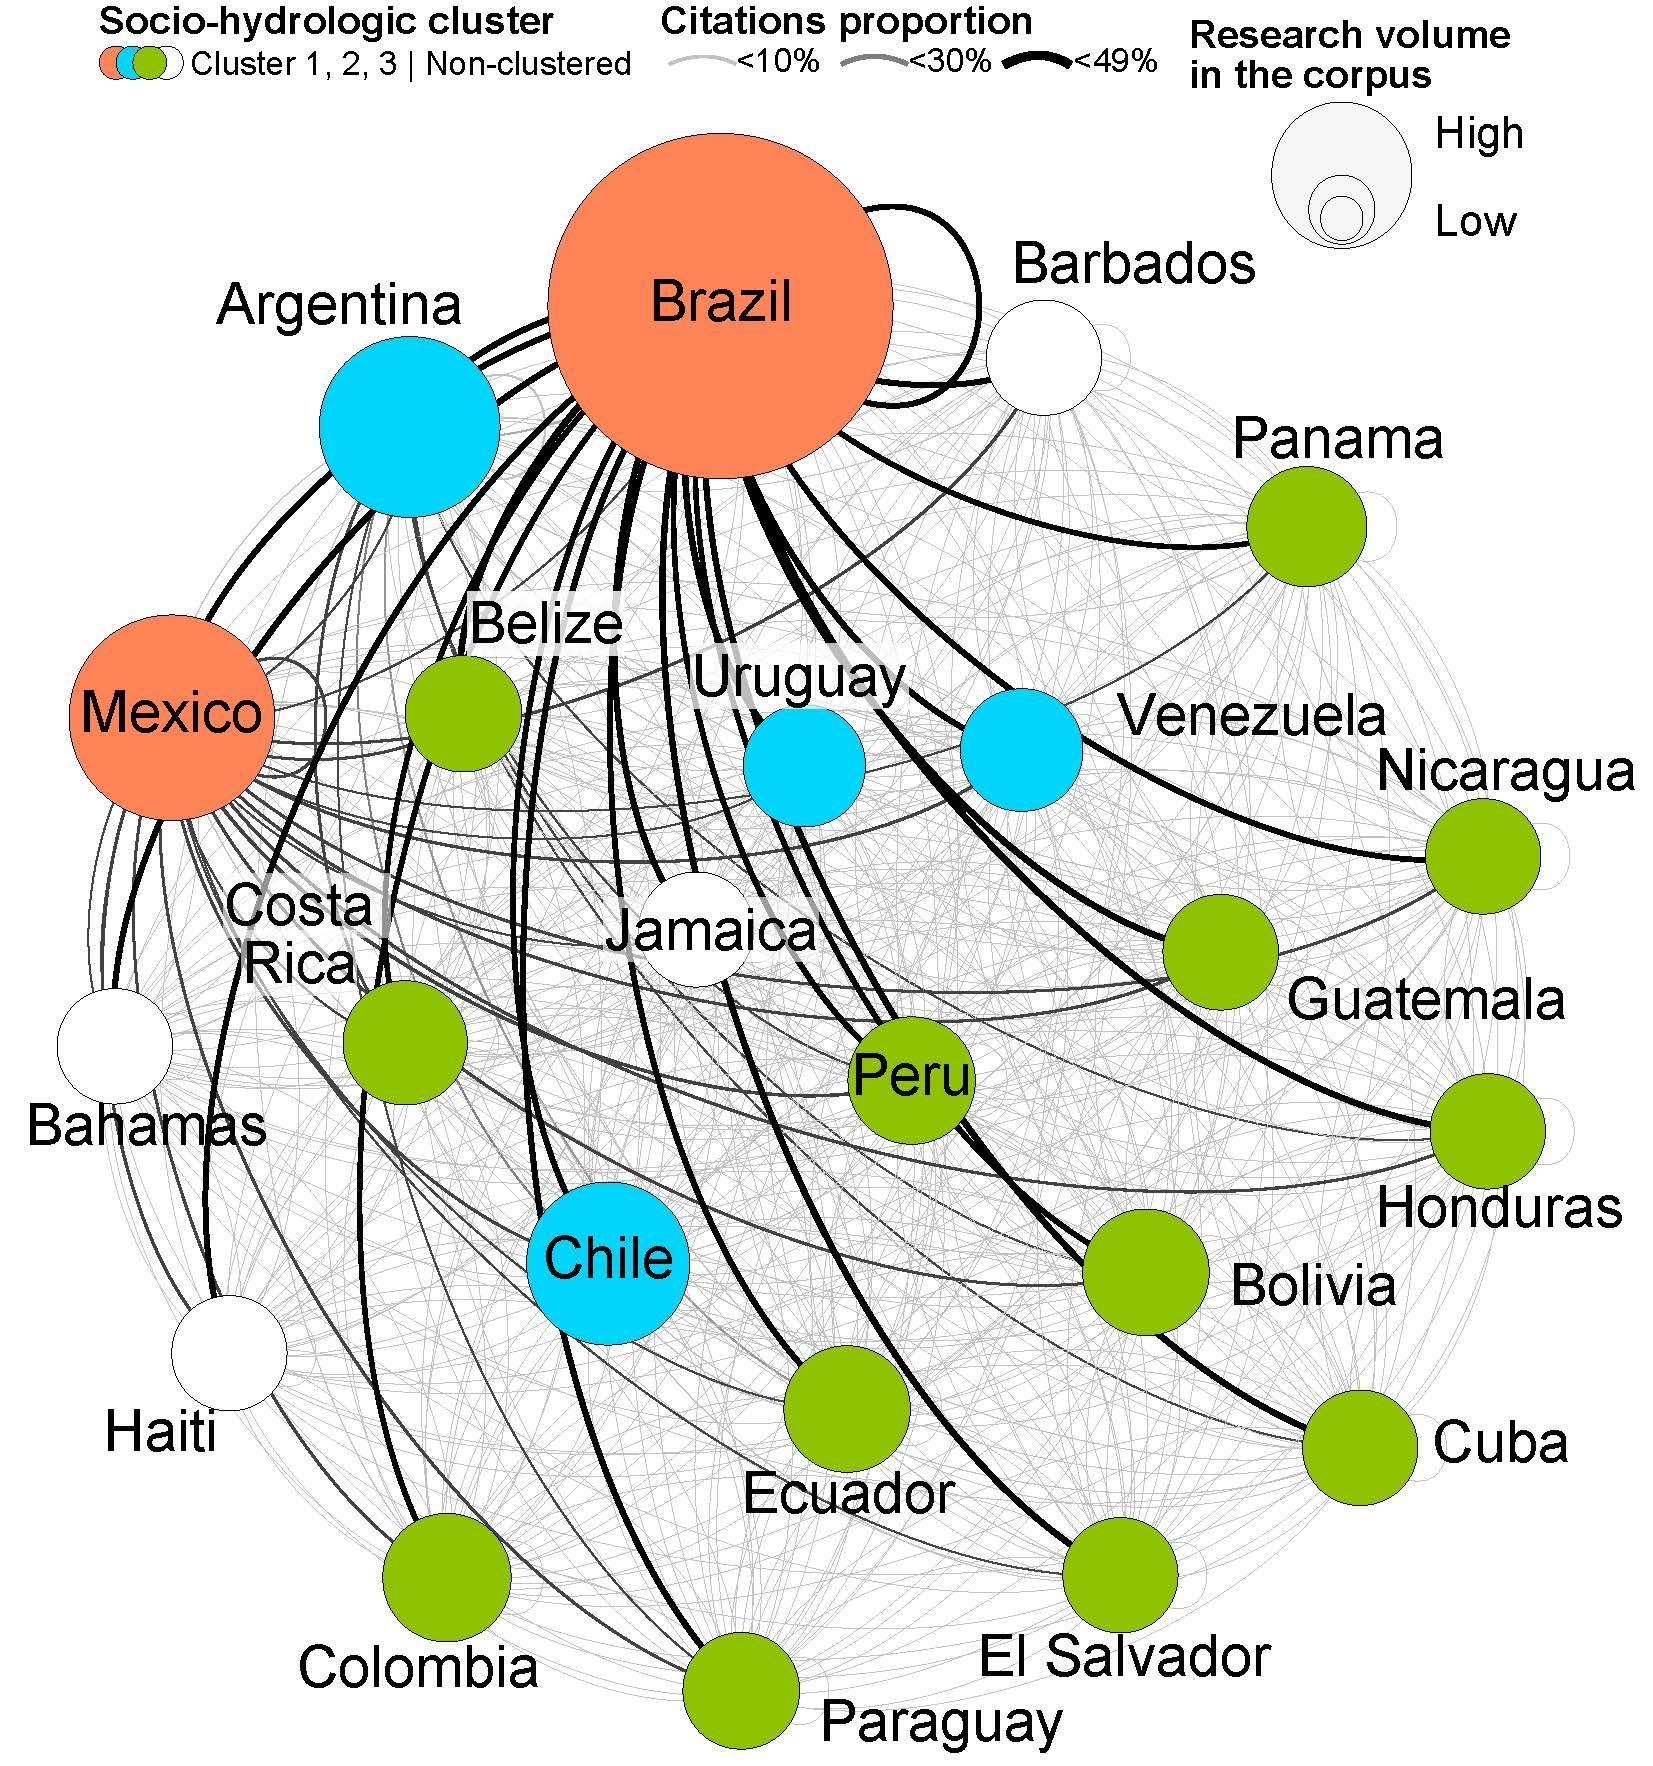 Socio-hydrologic cluster
Cluster 1, 2, 3 | Non-clustered
Citations proportion
<10% <30% <49%
Research volume
in the corpus
High
Low
Brazil
Barbados
Argentina
Panama
Belize
Uruguay
Mexico
Venezuela
Nicaragua
Costa
Rica
Jamaica
Guatemala
Peru
Bahamas
Honduras
Chile
Bolivia
Haiti
Cuba
Ecuador
Colombia
El Salvador
Paraguay